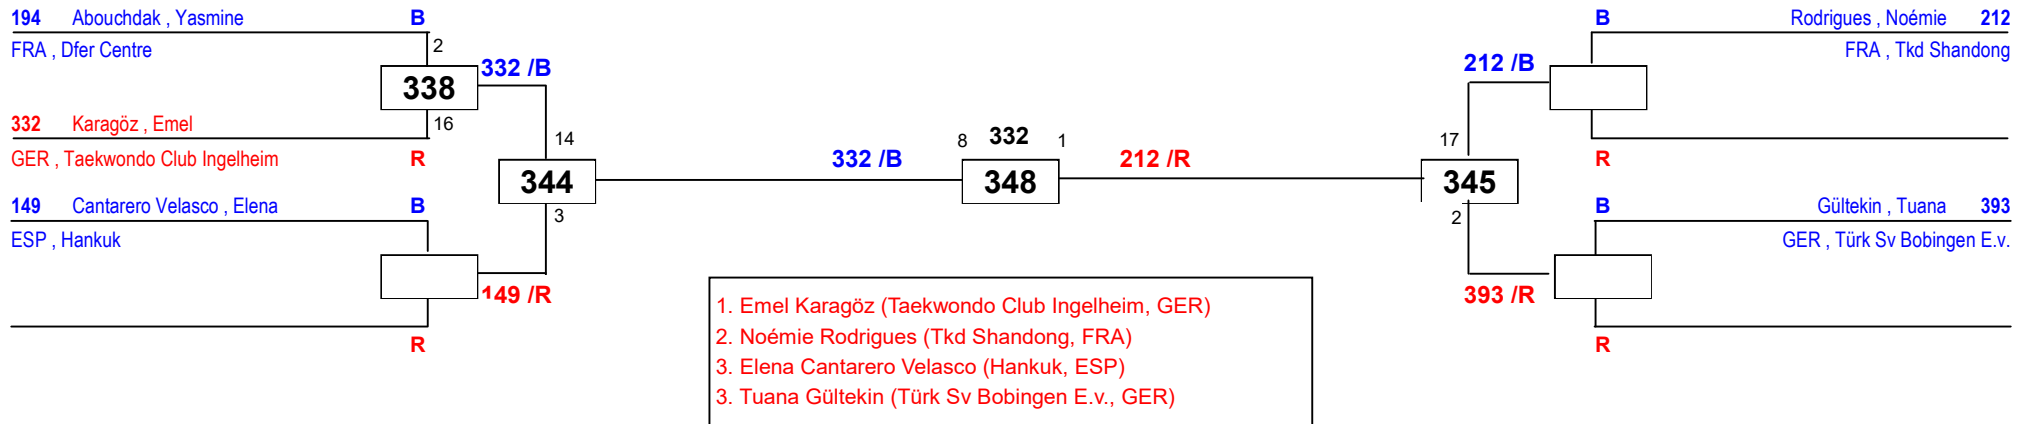 194 Abouchdak , Yasmine B
FRA , Dfer Centre
2
338
332 /B
16
332 Karagöz , Emel
GER , Taekwondo Club Ingelheim R
14
344
3
149 Cantarero Velasco , Elena B
ESP , Hankuk
149 /R
R
332 /B
8 332 1
348
212 /R
B Rodrigues , Noémie 212
FRA , Tkd Shandong
212 /B
R
17
345
2
B Gültekin , Tuana 393
GER , Türk Sv Bobingen E.v.
393 /R
R
1. Emel Karagöz (Taekwondo Club Ingelheim, GER)
2. Noémie Rodrigues (Tkd Shandong, FRA)
3. Elena Cantarero Velasco (Hankuk, ESP)
3. Tuana Gültekin (Türk Sv Bobingen E.v., GER)